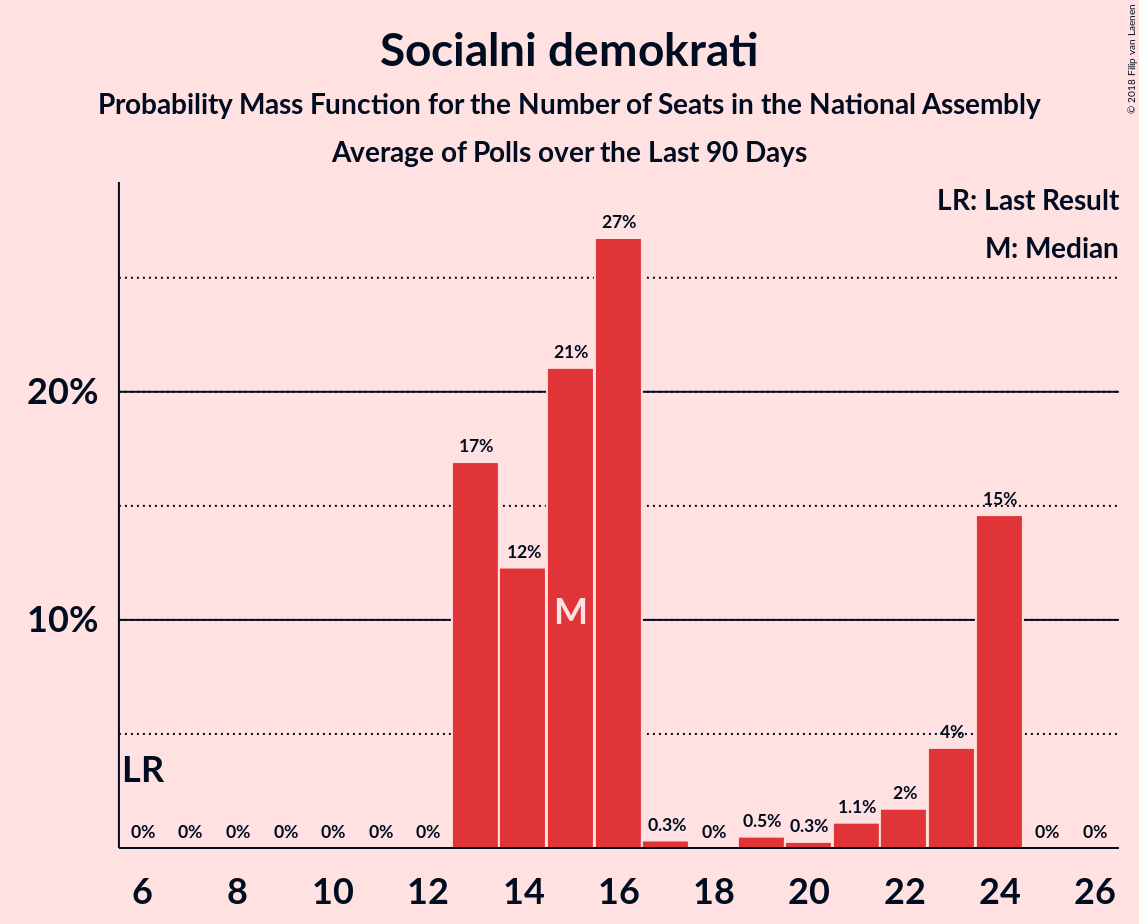 © 2018 Filip van Laenen
Socialni demokrati
Probability Mass Function for the Number of Seats in the National Assembly
Average of Polls over the Last 90 Days
LR: Last Result
M: Median
27%
21%
20%
17%
15%
12%
M
10%
4%
LR
2%
1.1%
0% 0% 0% 0% 0% 0% 0% 0.3% 0% 0.5% 0.3% 0% 0%
6 8 10 12 14 16 18 20 22 24 26